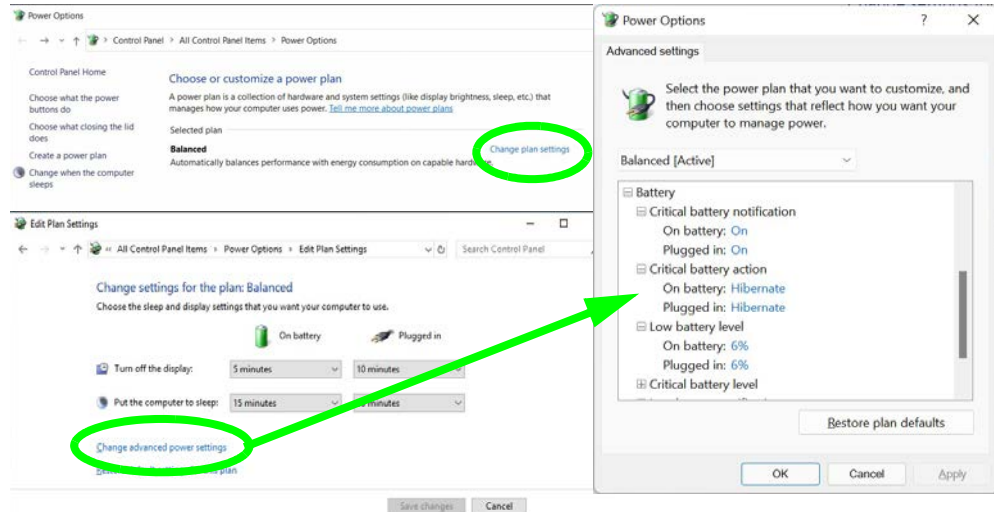 Power Options
Control Panel > All Control Panel Items > Power Options
Control Panel Home
Choose what the power
buttons do
Choose what closing the lid
does
Create a power plan
Change when the computer
sleeps
Choose or customize a power plan
A power plan is a collection of hardware and system settings (like display brightness, sleep, etc.) that
manages how your computer uses power. Tell me more about power plans
Selected plan
Balanced
Change plan settings
Automatically balances performance with energy consumption on capable hardware.
Edit Plan Settings
« All Control Panel Items > Power Options > Edit Plan Settings
Search Control Panel
Change settings for the plan: Balanced
Choose the sleep and display settings that you want your computer to use.
On battery
Plugged in
Turn off the display:
5 minutes
10 minutes
Put the computer to sleep:
15 minutes
minutes
Change advanced power settings
plan
Save changes
Cancel
Power Options
Advanced settings
Select the power plan that you want to customize, and
then choose settings that reflect how you want your
computer to manage power.
Balanced [Active]
Battery
Critical battery notification
On battery: On
Plugged in: On
Critical battery action
On battery: Hibernate
Plugged in: Hibernate
Low battery level
On battery: 6%
Plugged in: 6%
Critical battery level
Restore plan defaults
OK
Cancel
Apply